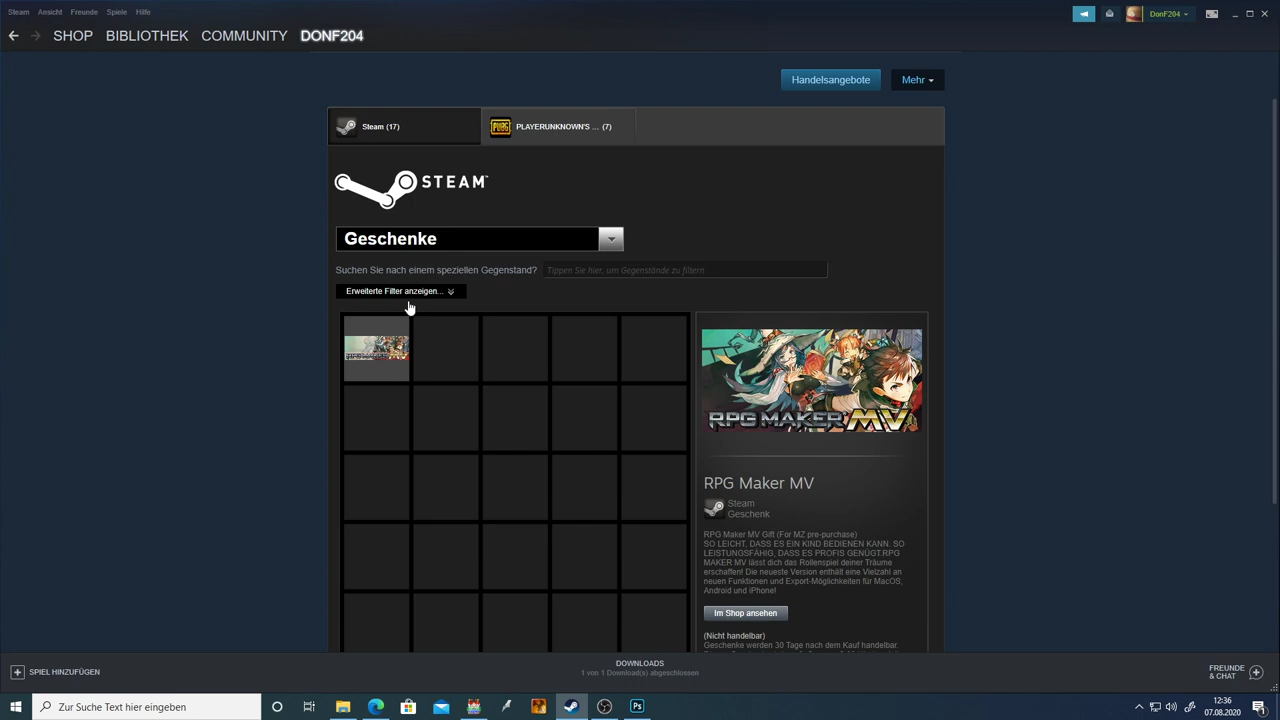 Steam Ansicht Freunde Spiele Hilfe
DonF204
SHOP BIBLIOTHEK COMMUNITY DONF204
Handelsangebote Mehr
Steam (17) PLAYERUNKNOWN'S ... (7)
STEAM™
Geschenke
Suchen Sie nach einem speziellen Gegenstand? Tippen Sie hier, um Gegenstände zu filtern
Erweiterte Filter anzeigen...
RPG MAKER MV
RPG Maker MV
Steam
Geschenk
RPG Maker MV Gift (For MZ pre-purchase)
SO LEICHT, DASS ES EIN KIND BEDIENEN KANN. SO
LEISTUNGSFÄHIG, DASS ES PROFIS GENÜGT.RPG
MAKER MV lässt dich das Rollenspiel deiner Träume
erschaffen! Die neueste Version enthält eine Vielzahl an
neuen Funktionen und Export-Möglichkeiten für MacOS,
Android und iPhone!
Im Shop ansehen
(Nicht handelbar)
Geschenke werden 30 Tage nach dem Kauf handelbar.
SPIEL HINZUFÜGEN
DOWNLOADS
1 von 1 Download(s) abgeschlossen
FREUNDE
& CHAT
Zur Suche Text hier eingeben
Ps
12:36
07.08.2020